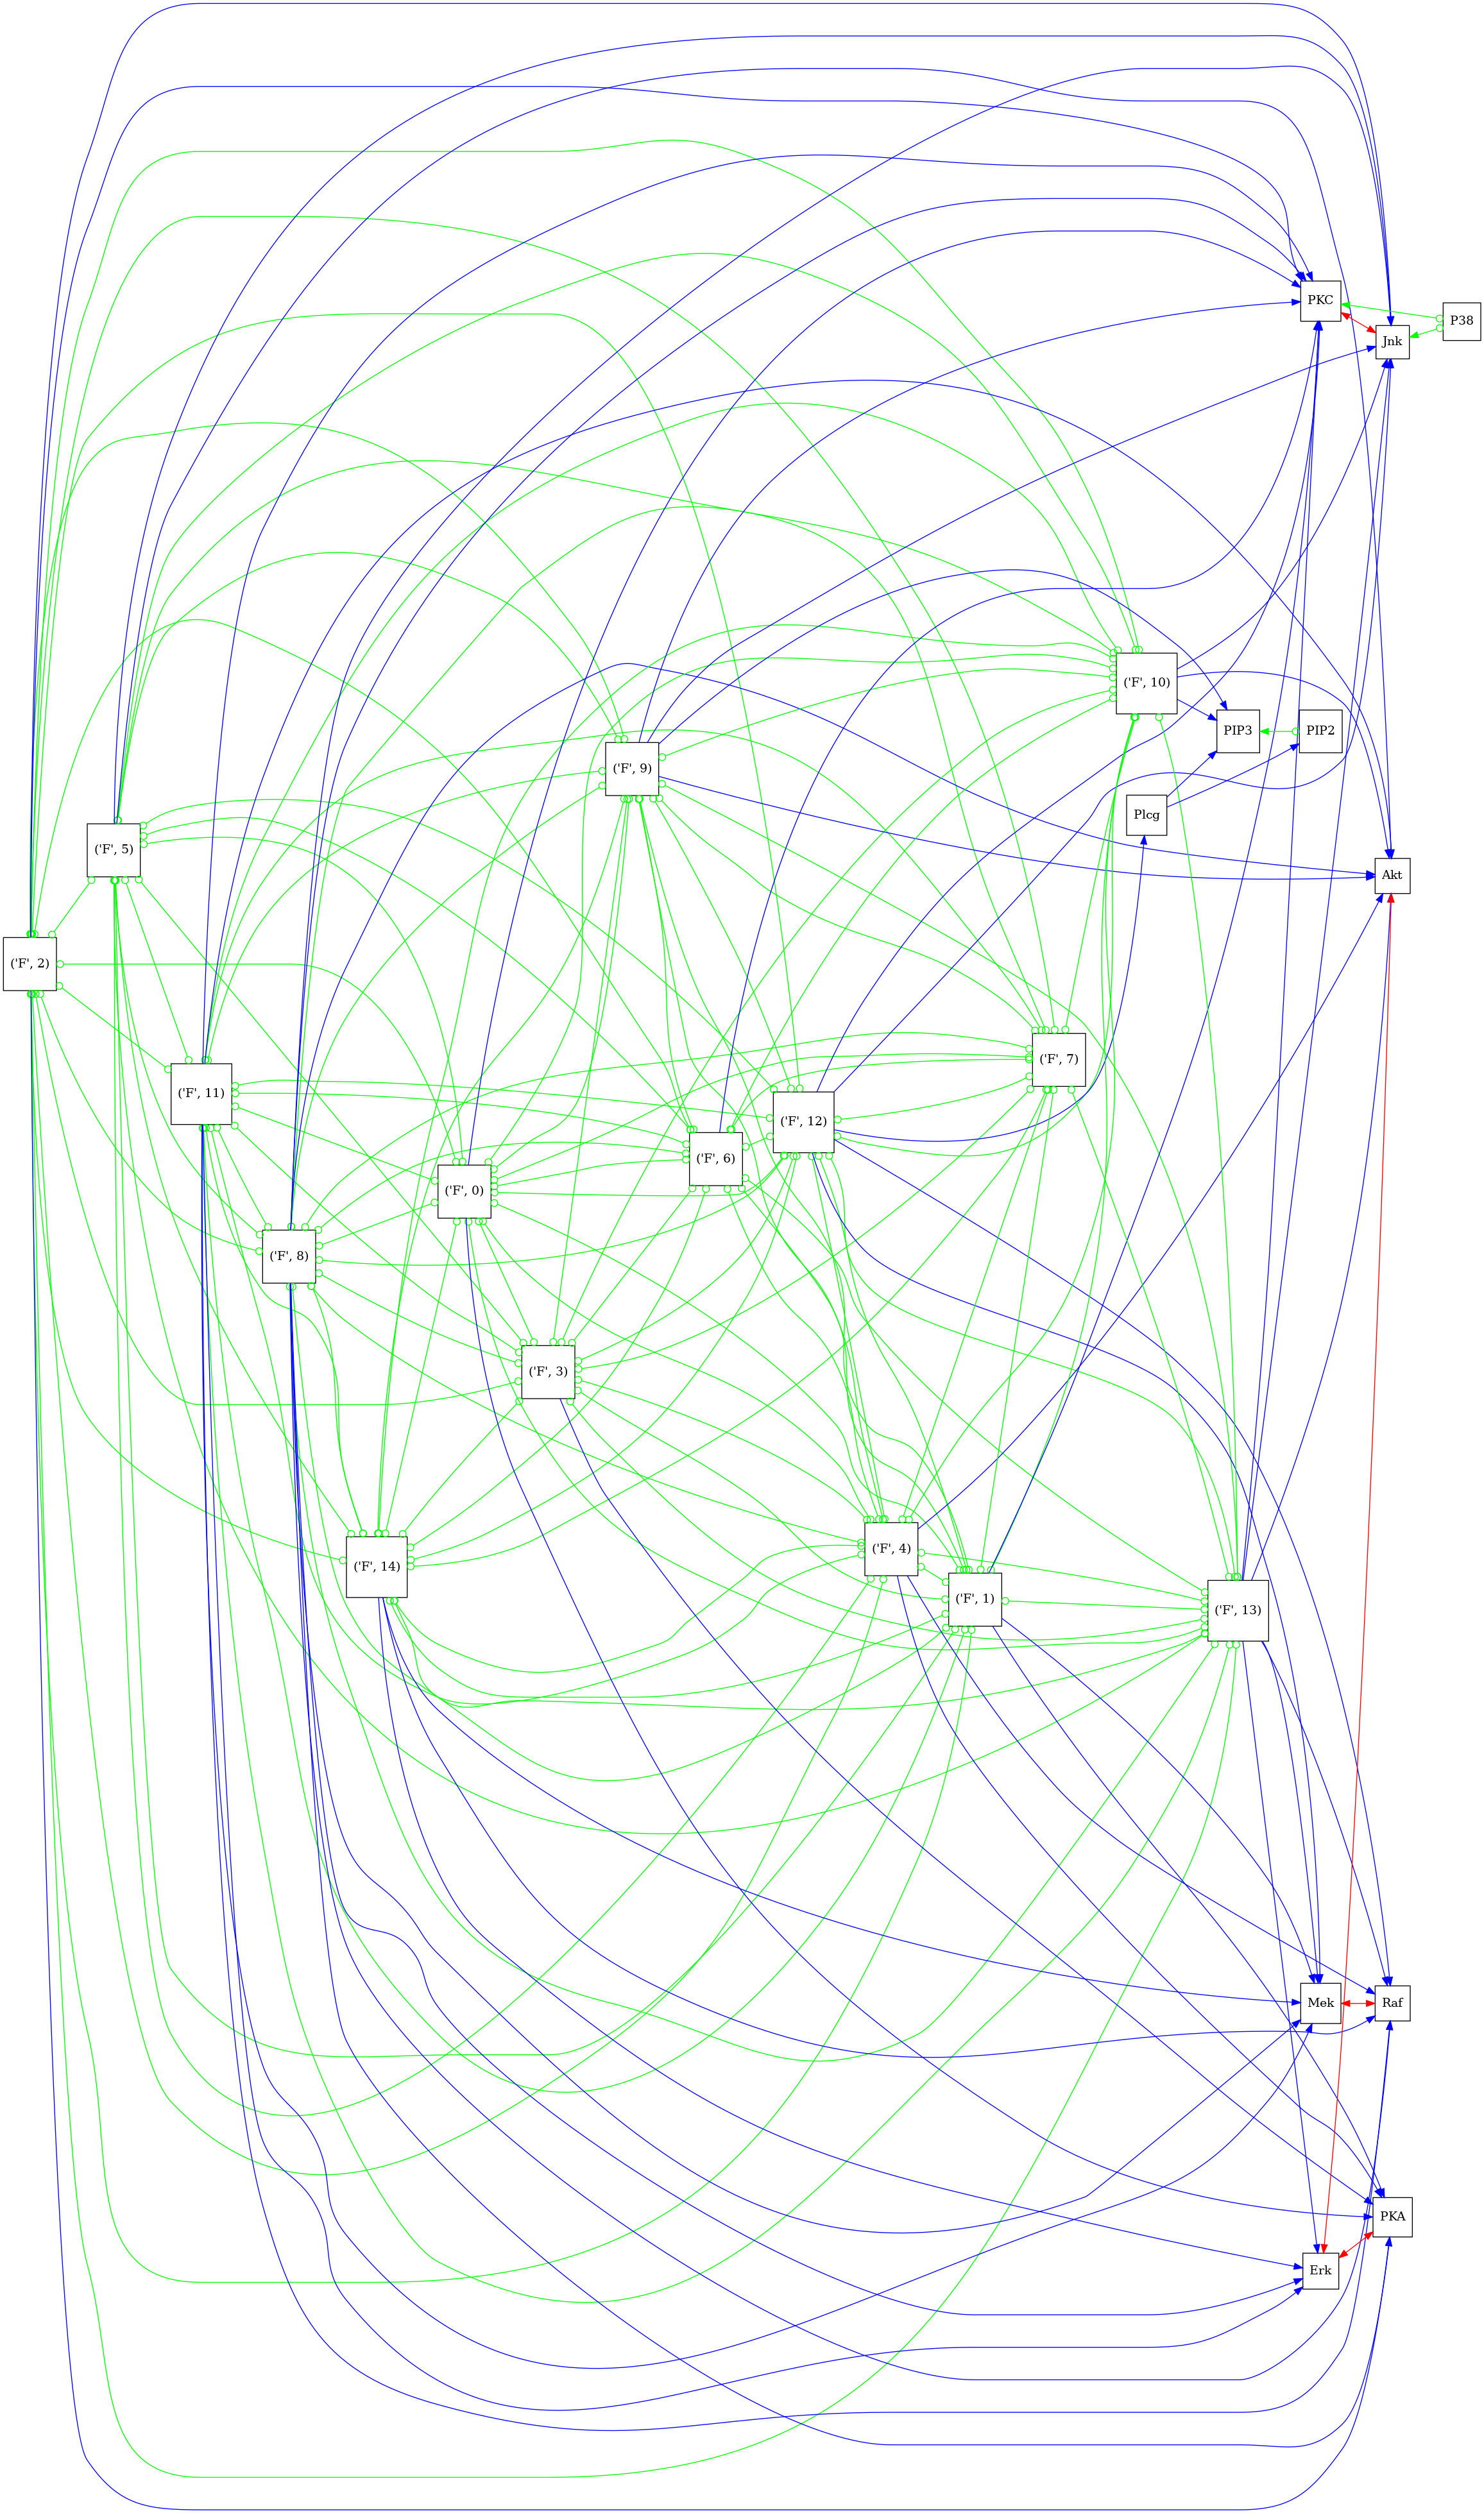 PKC
P38
Jnk
('F', 10)
PIP3
PIP2
('F', 9)
Plcg
('F', 5)
Akt
('F', 2)
('F', 7)
('F', 11)
('F', 12)
('F', 6)
('F', 0)
('F', 8)
('F', 3)
('F', 4)
('F', 14)
('F', 1)
('F', 13)
Mek
Raf
PKA
Erk